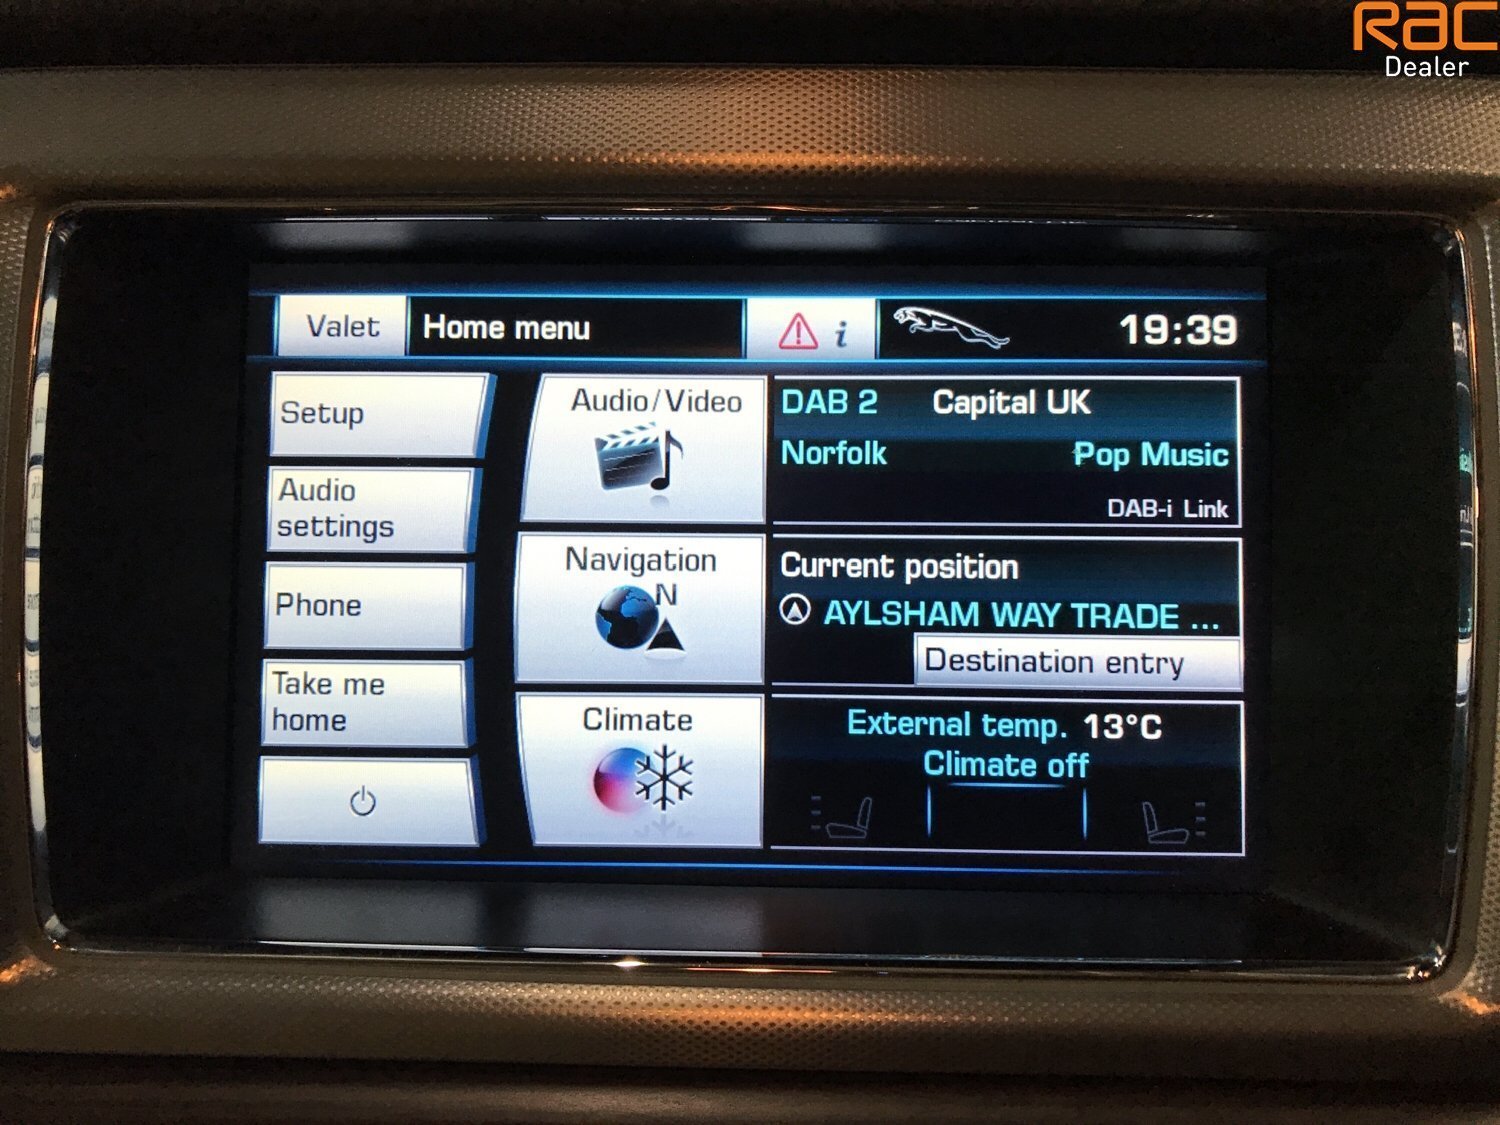 RAC
Dealer
Valet
Home menu
i
19:39
Setup
Audio/Video
DAB 2
Capital UK
Norfolk
Pop Music
DAB-i Link
Audio
settings
Navigation
N
Current position
AYLSHAM WAY TRADE ...
Destination entry
Phone
Take me
home
Climate
External temp. 13°C
Climate off